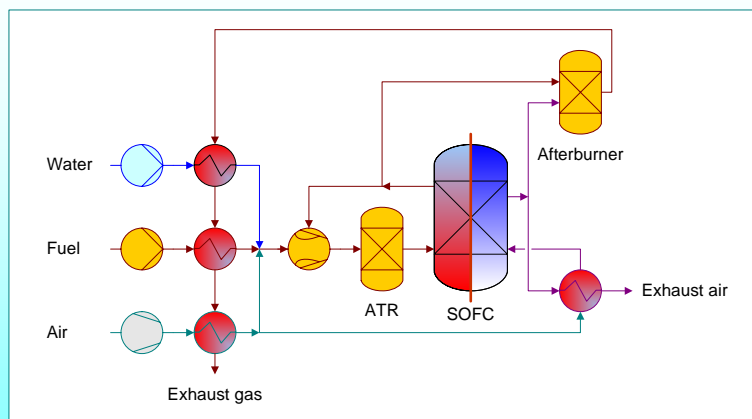 Afterburner
Water
Fuel
Air
ATR
SOFC
Exhaust air
Exhaust gas